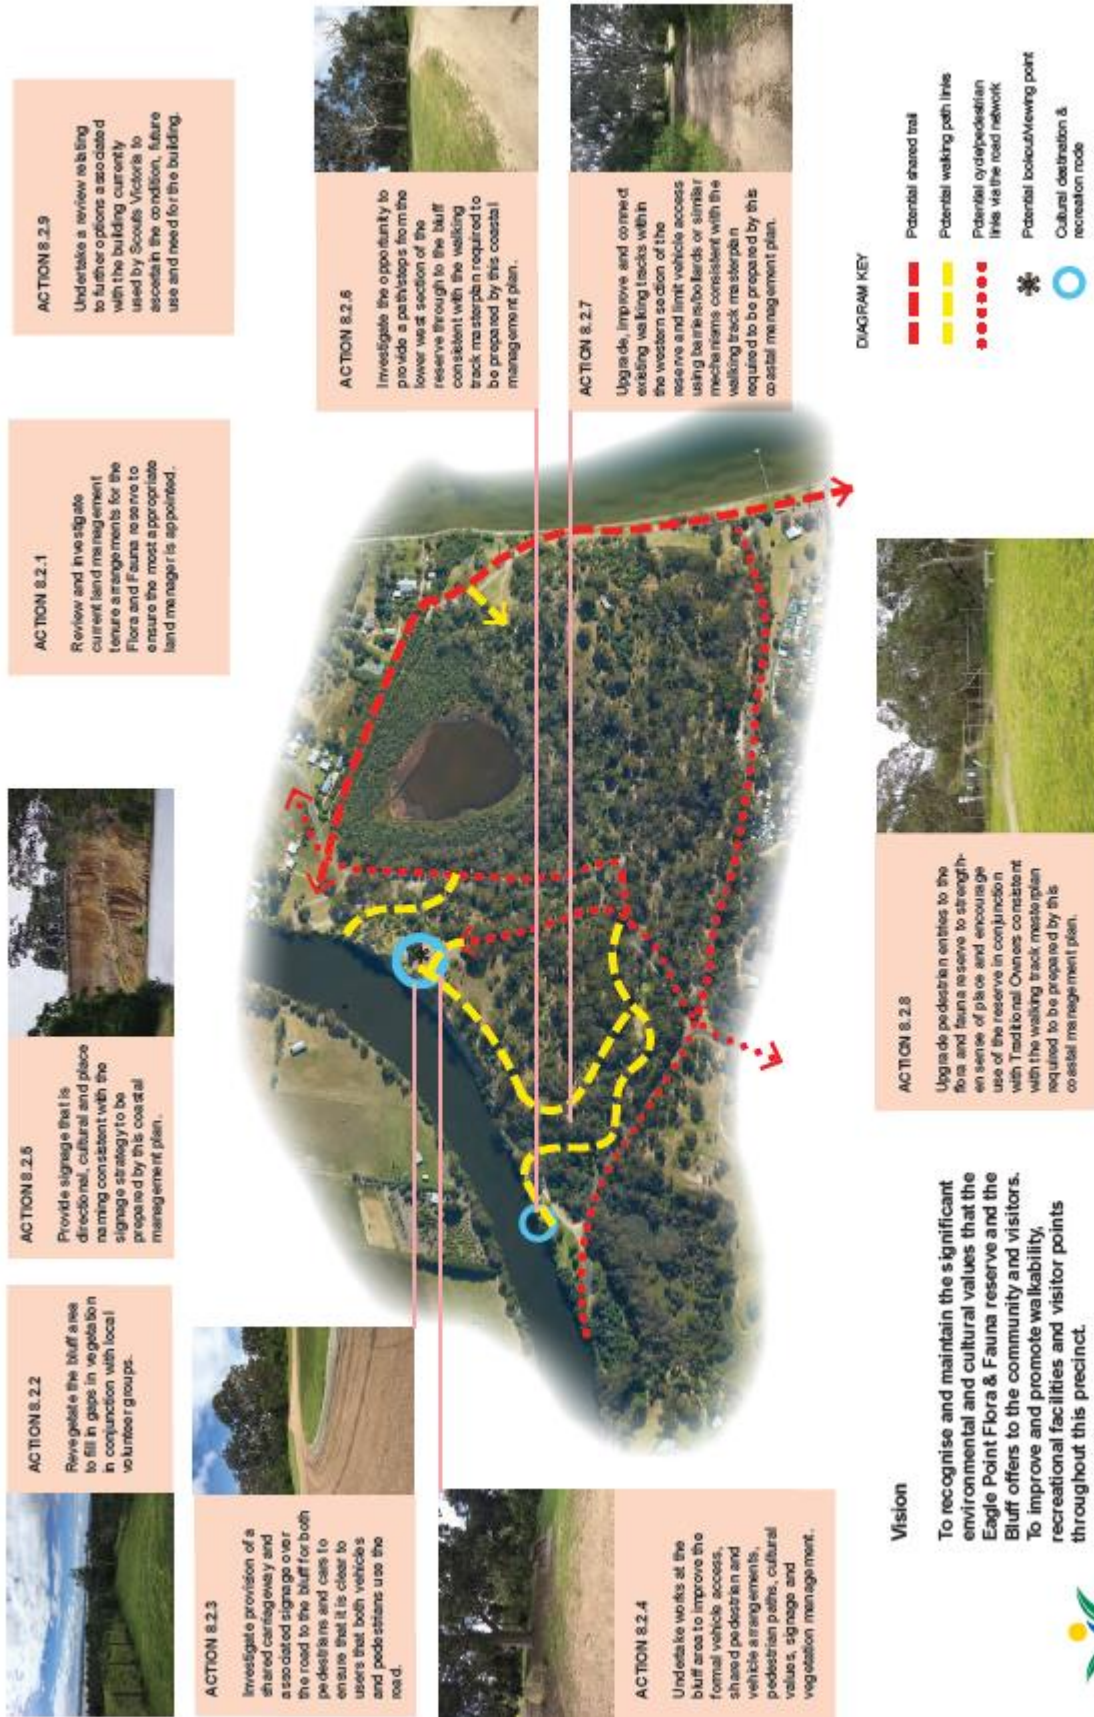 ACTION 8.2.2
Revegetate the bluff area
to fill in gaps in vegetation
in conjunction with local
volunteer groups.
ACTION 8.2.5
Provide signage that is
directional, cultural and place
naming consistent with the
signage strategy to be
prepared by this coastal
management plan.
ACTION 8.2.1
Review and investigate
current land management
tenure arrangements for the
Flora and Fauna reserve to
ensure the most appropriate
land manager is appointed.
ACTION 8.2.9
Undertake a review relating
to further options associated
with the building currently
used by Scouts Victoria to
ascertain the condition, future
use and need for the building.
ACTION 8.2.3
Investigate provision of a
shared carriageway and
associated signage over
the road to the bluff for both
pedestrians and cars to
ensure that it is clear to
users that both vehicles
and pedestrians use the
road.
ACTION 8.2.4
Undertake works at the
bluff area to improve the
formal vehicle access,
shared pedestrian and
vehicle arrangements,
pedestrian paths, cultural
values, signage and
vegetation management.
ACTION 8.2.6
Investigate the opportunity to
provide a path/steps from the
lower west section of the
reserve through to the bluff
consistent with the walking
track masterplan required to
be prepared by this coastal
management plan.
ACTION 8.2.7
Upgrade, improve and connect
existing walking tracks within
the western section of the
reserve and limit vehicle access
using barriers/bollards or similar
mechanisms consistent with the
walking track masterplan
required to be prepared by this
coastal management plan.
Vision
To recognise and maintain the significant
environmental and cultural values that the
Eagle Point Flora & Fauna reserve and the
Bluff offers to the community and visitors.
To improve and promote walkability,
recreational facilities and visitor points
throughout this precinct.
ACTION 8.2.8
Upgrade pedestrian entries to the
flora and fauna reserve to strength-
en sense of place and encourage
use of the reserve in conjunction
with Traditional Owners consistent
with the walking track masterplan
required to be prepared by this
coastal management plan.
DIAGRAM KEY
Potential shared trail
Potential walking path links
Potential cycle/pedestrian
links via the road network
Potential lookout/viewing point
Cultural destination &
recreation node